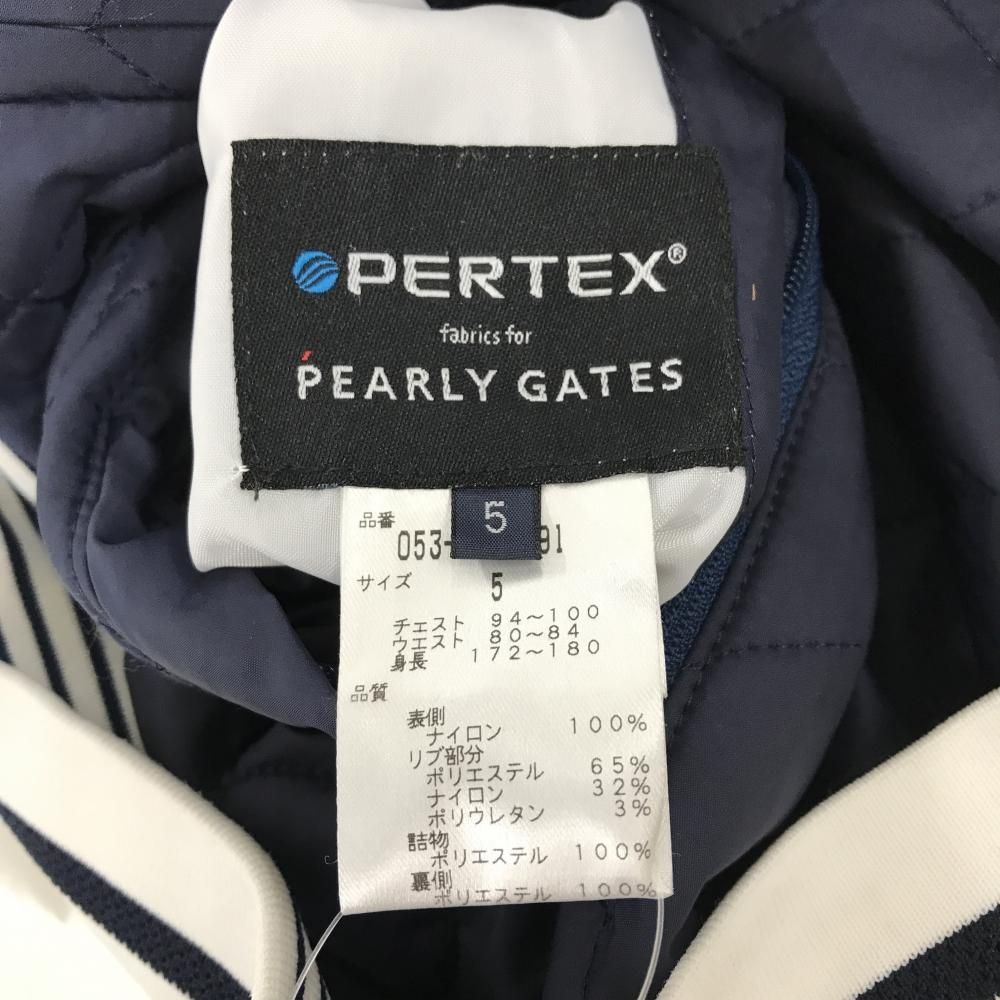 PERTEX®
fabrics for
PEARLY GATES
5
品番
053- 91
サイズ 5
チェスト 94～100
ウエスト 80～84
身長 172～180
品質
表側
ナイロン 100%
リブ部分
ポリエステル 65%
ナイロン 32%
ポリウレタン 3%
詰物
ポリエステル 100%
裏側
ポリエステル 100%